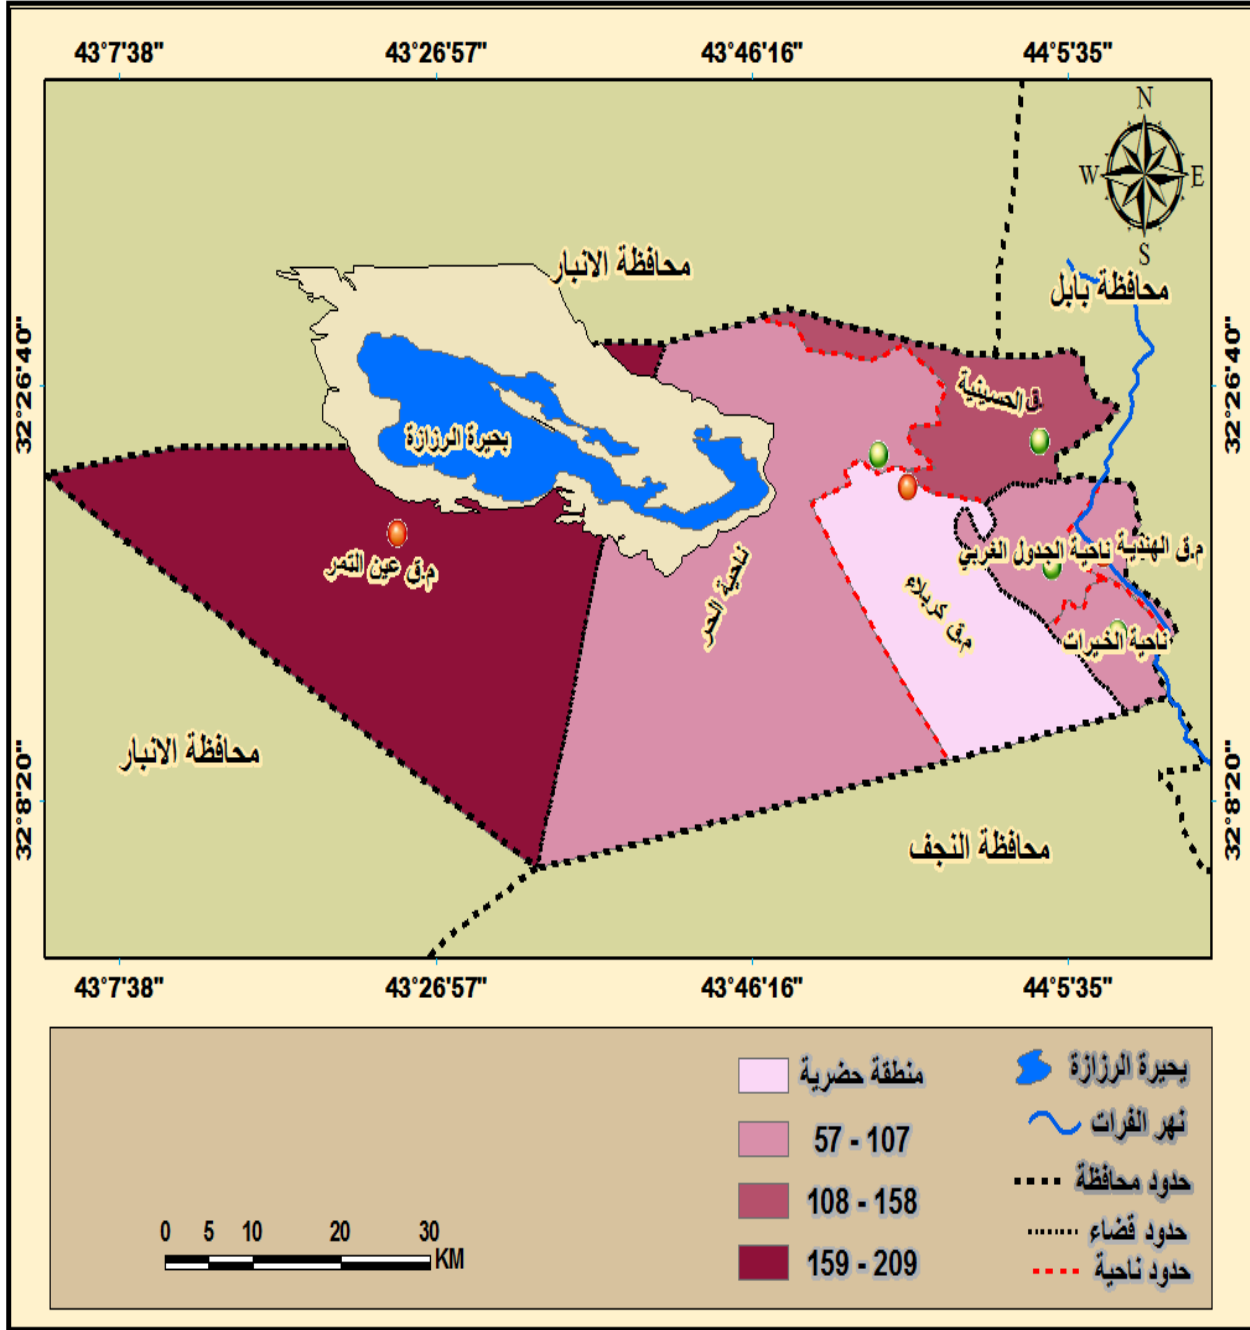 43°7'38" 43°26'57" 43°46'16" 44°5'35"
N
W E
S
محافظة الانبار
محافظة بابل
32°26'40" 32°26'40"
ق. الحسينية
بحيرة الرزازة
م.ق عين التمر
ناحية الحر
م.ق كربلاء
ناحية الجدول الغربي
م.ق الهندية
ناحية الخيرات
محافظة الانبار
محافظة النجف
32°8'20" 32°8'20"
43°7'38" 43°26'57" 43°46'16" 44°5'35"
بحيرة الرزازة
نهر الفرات
حدود محافظة
حدود قضاء
حدود ناحية
منطقة حضرية
57 - 107
108 - 158
159 - 209
0 5 10 20 30
KM